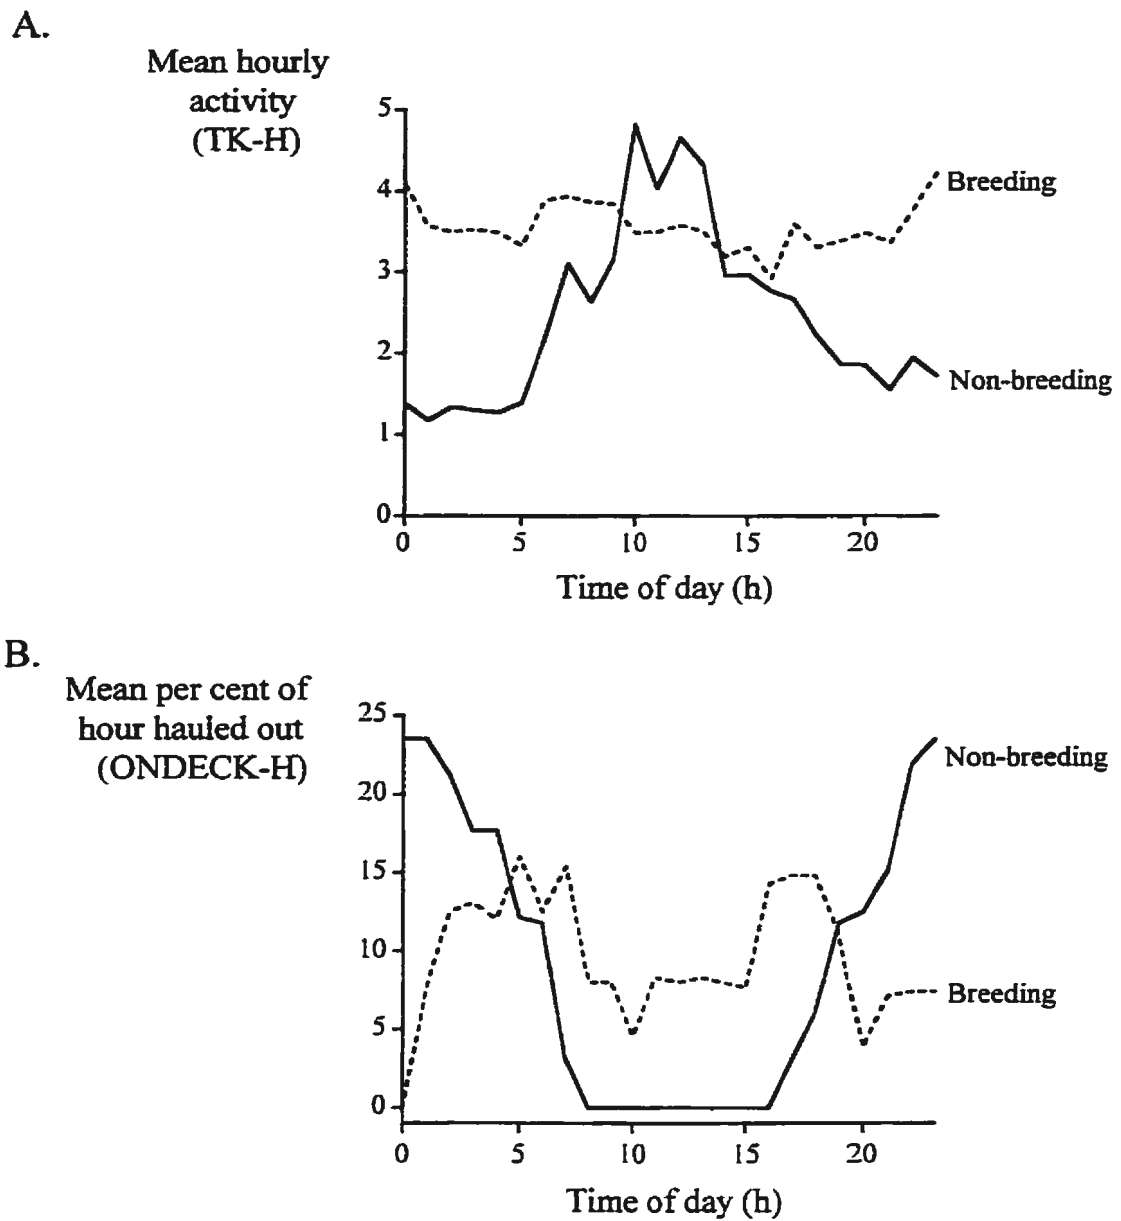 A.
Mean hourly
activity
(TK-H)
5
4
3
2
1
0
Breeding
Non-breeding
0 5 10 15 20
Time of day (h)
B.
Mean per cent of
hour hauled out
(ONDECK-H)
25
20
15
10
5
0
Non-breeding
Breeding
0 5 10 15 20
Time of day (h)